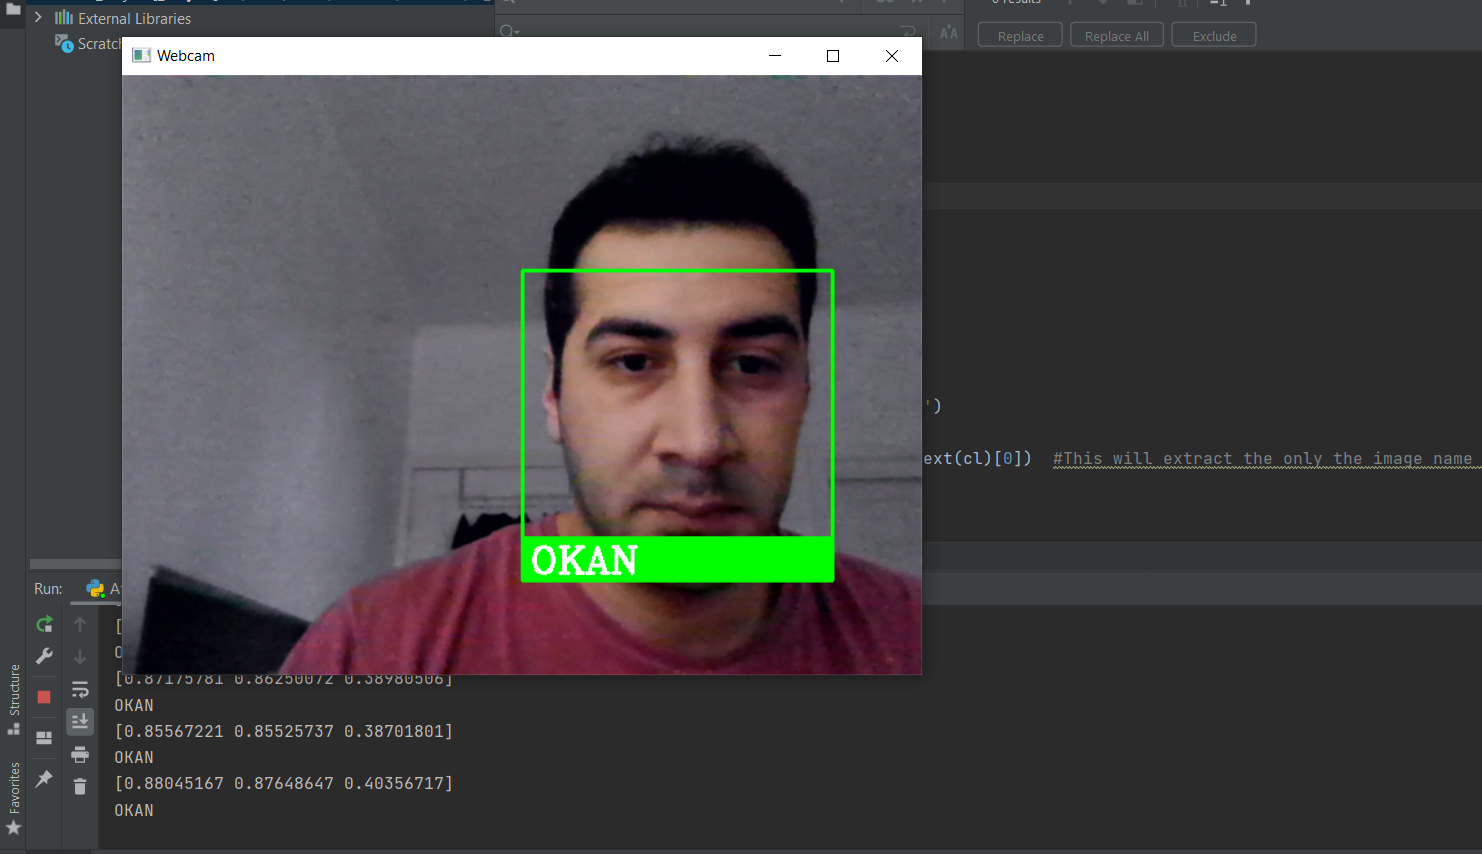 External Libraries
Replace
Replace All
Exclude
Webcam
')
ext(cl)[0])  #This will extract the only the image name
OKAN
Run:
[
[0.87175781 0.86250072 0.38980506]
OKAN
[0.85567221 0.85525737 0.38701801]
OKAN
[0.88045167 0.87648647 0.40356717]
OKAN
Structure
Favorites